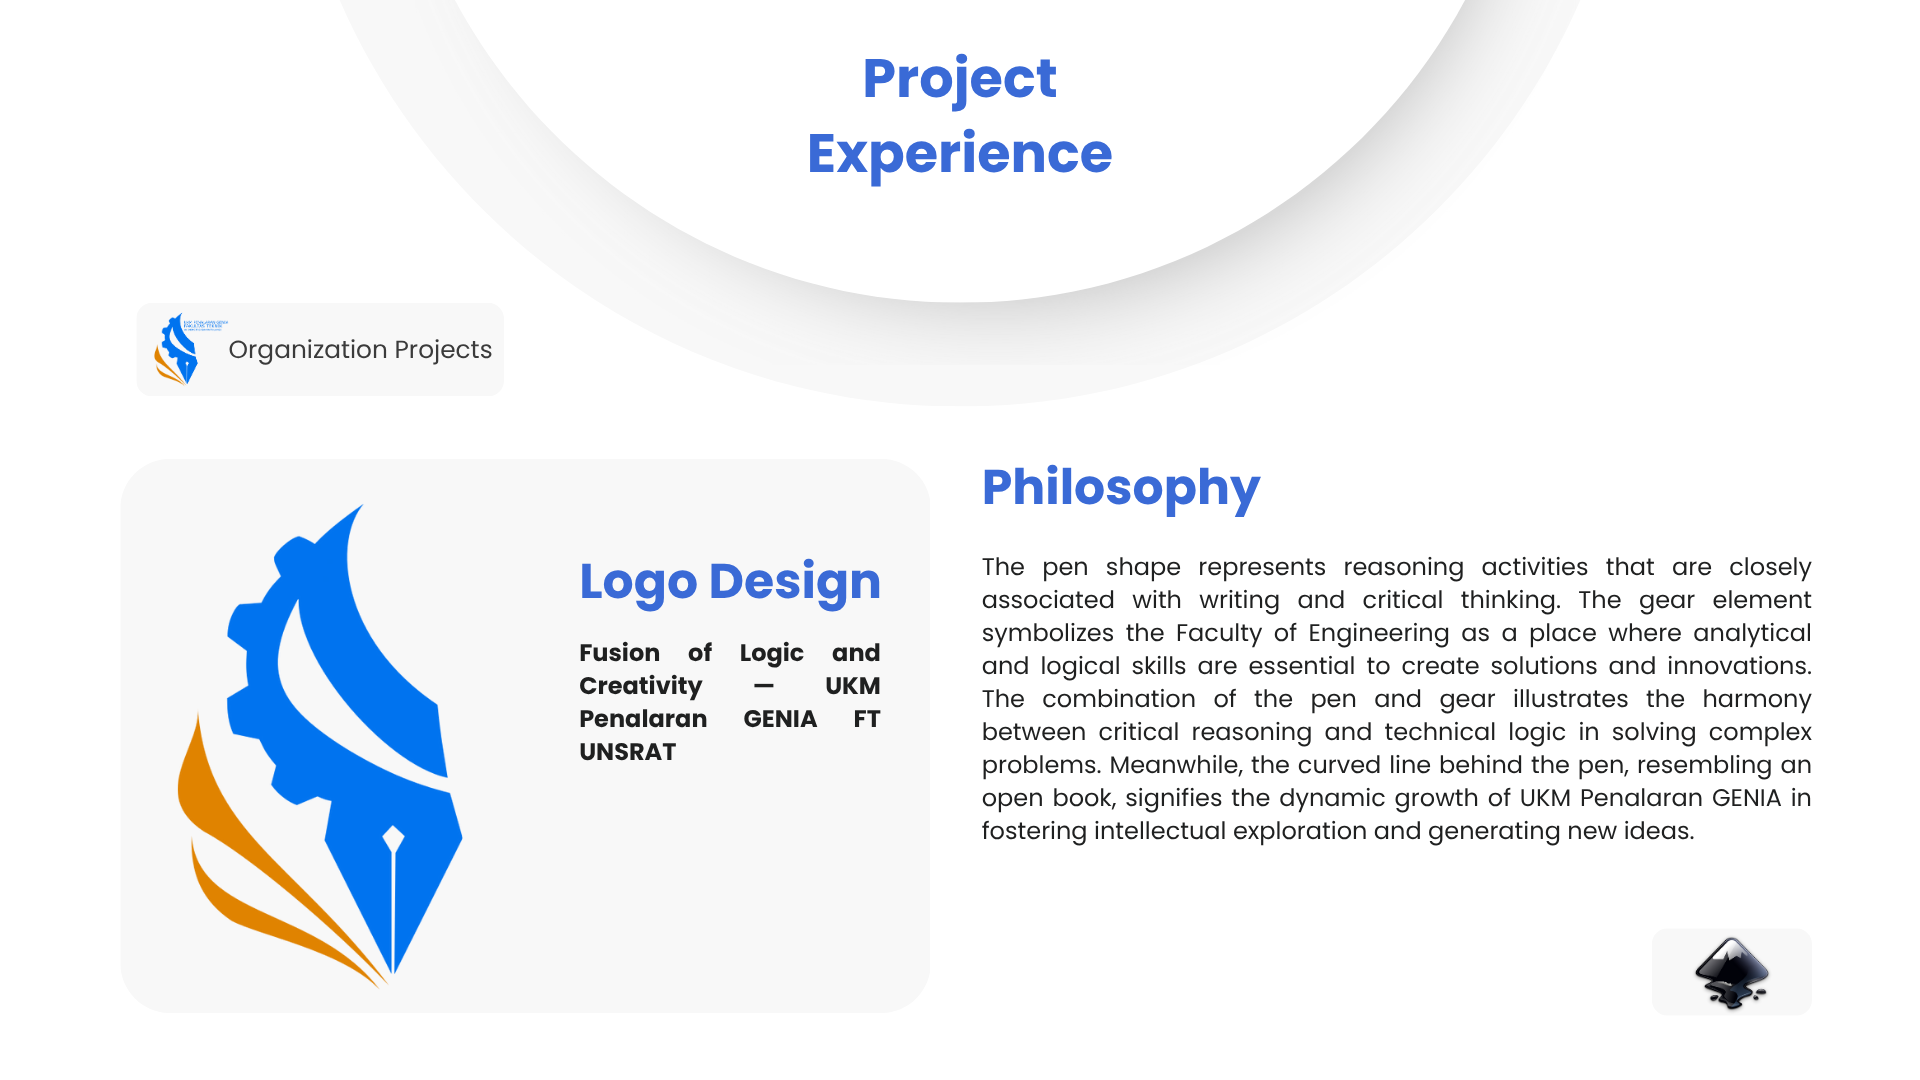 Project
Experience
Organization Projects
Logo Design
Fusion of Logic and
Creativity — UKM
Penalaran GENIA FT
UNSRAT
Philosophy
The pen shape represents reasoning activities that are closely
associated with writing and critical thinking. The gear element
symbolizes the Faculty of Engineering as a place where analytical
and logical skills are essential to create solutions and innovations.
The combination of the pen and gear illustrates the harmony
between critical reasoning and technical logic in solving complex
problems. Meanwhile, the curved line behind the pen, resembling an
open book, signifies the dynamic growth of UKM Penalaran GENIA in
fostering intellectual exploration and generating new ideas.